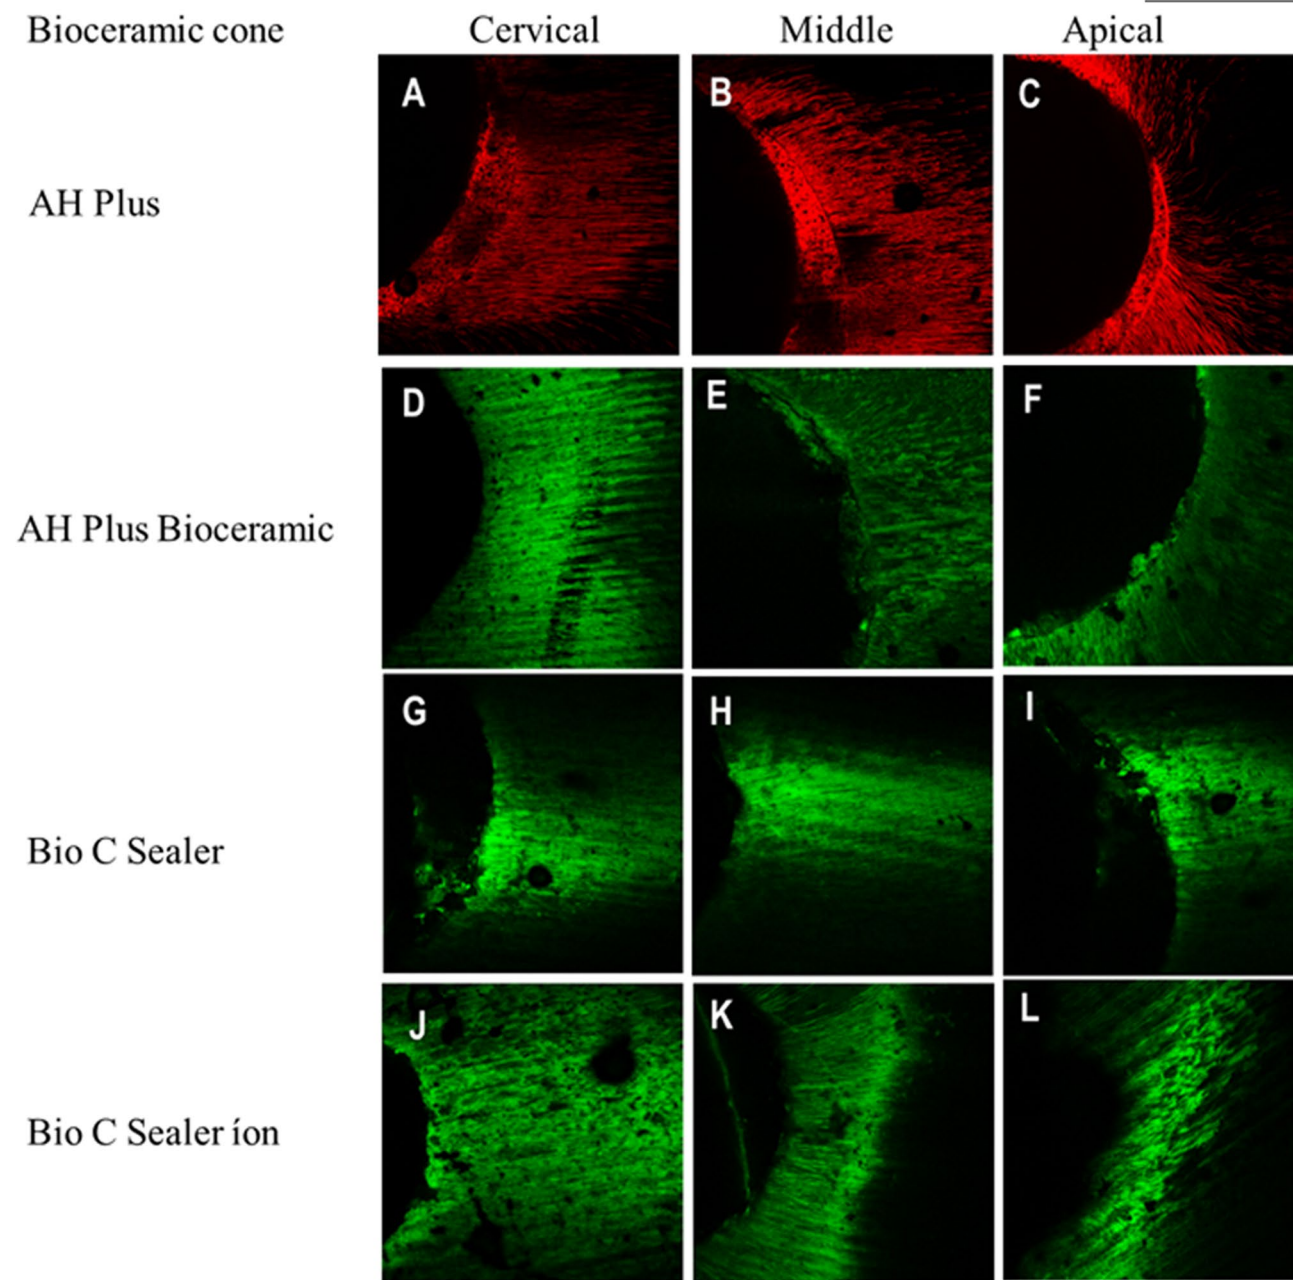 Bioceramic cone Cervical Middle Apical
AH Plus A B C
AH Plus Bioceramic D E F
Bio C Sealer G H I
Bio C Sealer íon J K L